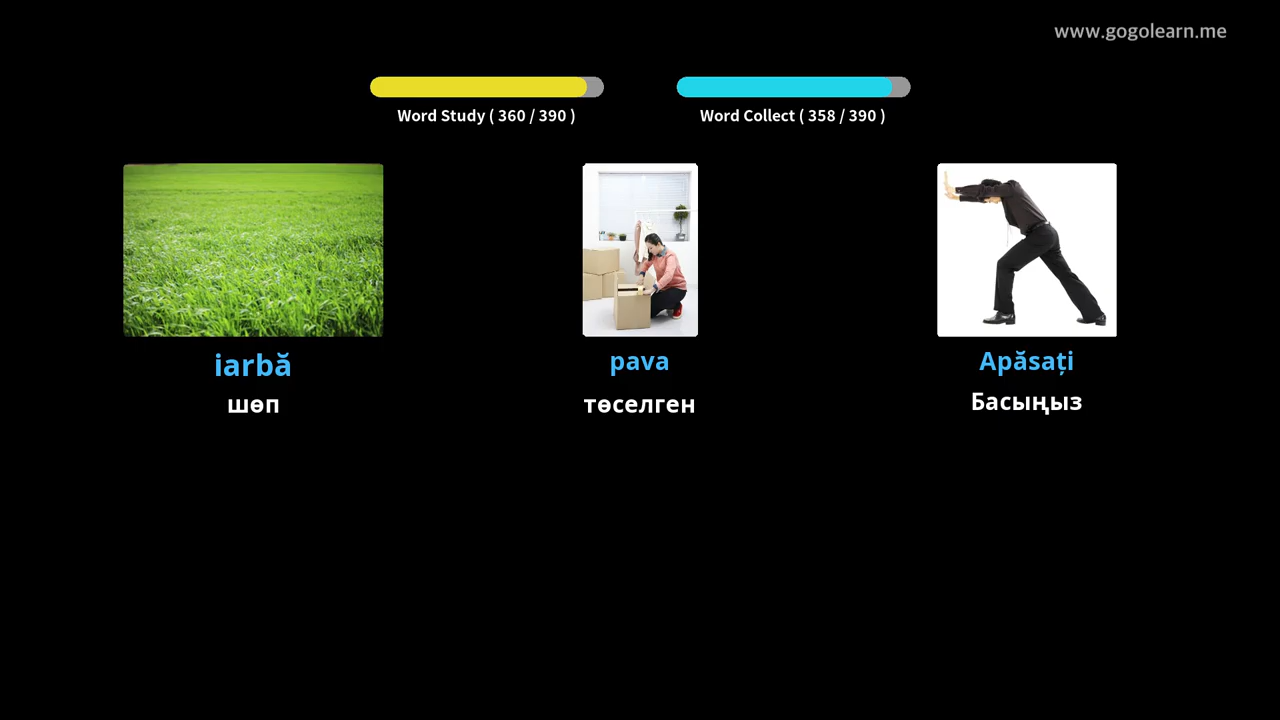 www.gogolearn.me
Word Study ( 360 / 390 )
Word Collect ( 358 / 390 )
iarbă
pava
Apăsați
шөп
төселген
Басыңыз